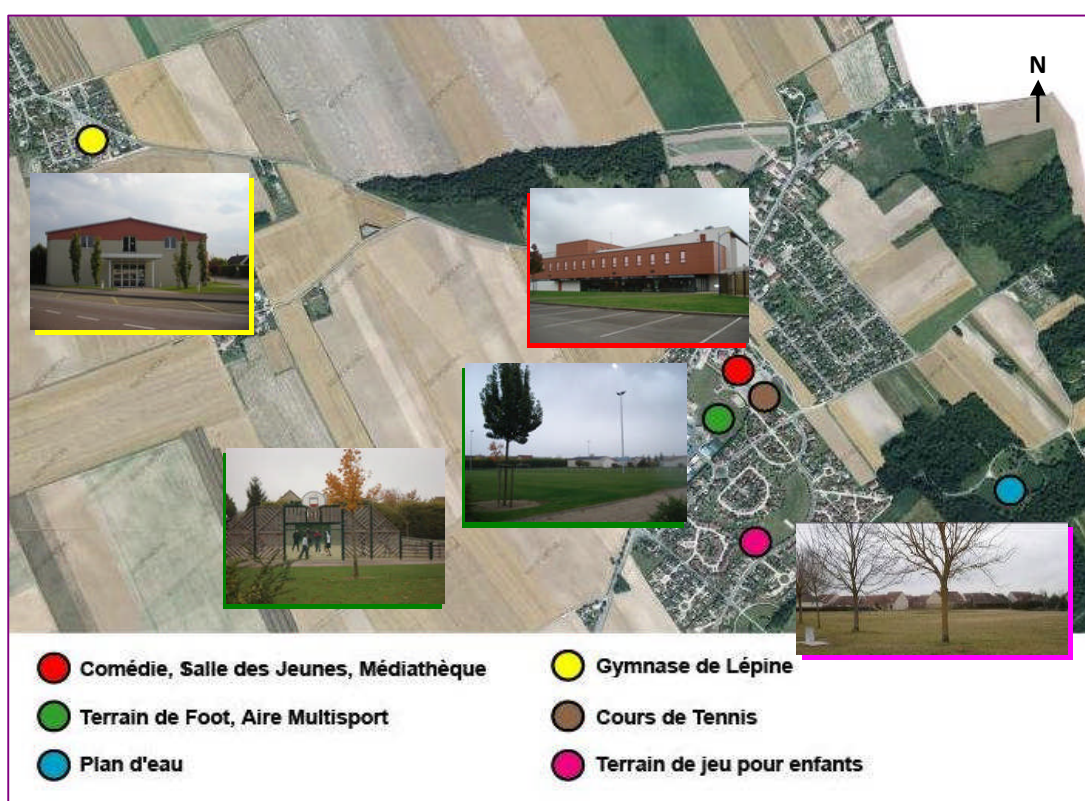 N
Comédie, Salle des Jeunes, Médiathèque
Terrain de Foot, Aire Multisport
Plan d'eau
Gymnase de Lépine
Cours de Tennis
Terrain de jeu pour enfants